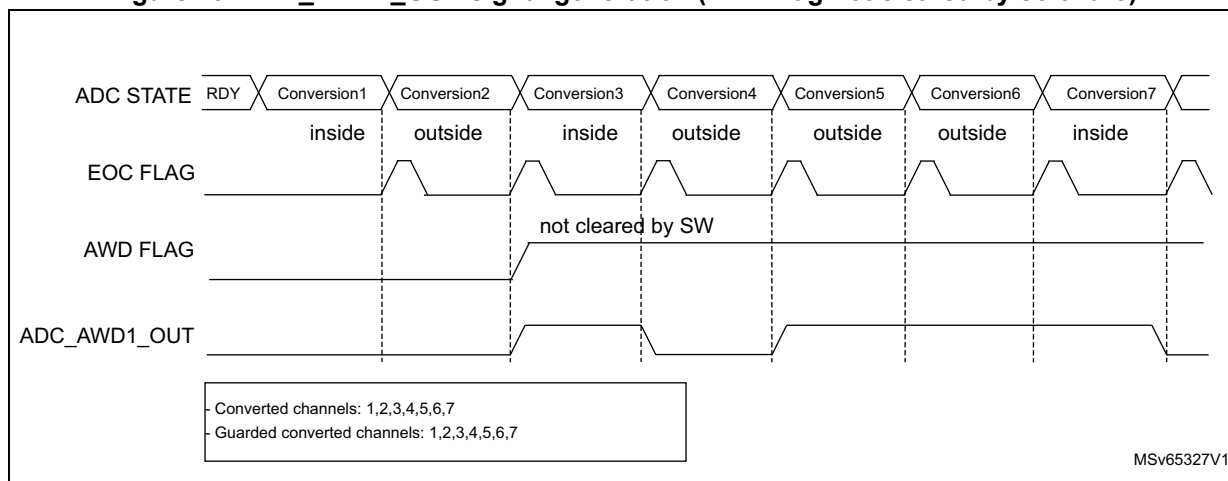 ADC STATE RDY Conversion1 Conversion2 Conversion3 Conversion4 Conversion5 Conversion6 Conversion7
inside outside inside outside outside outside inside
EOC FLAG
not cleared by SW
AWD FLAG
ADC_AWD1_OUT
- Converted channels: 1,2,3,4,5,6,7
- Guarded converted channels: 1,2,3,4,5,6,7
MSv65327V1